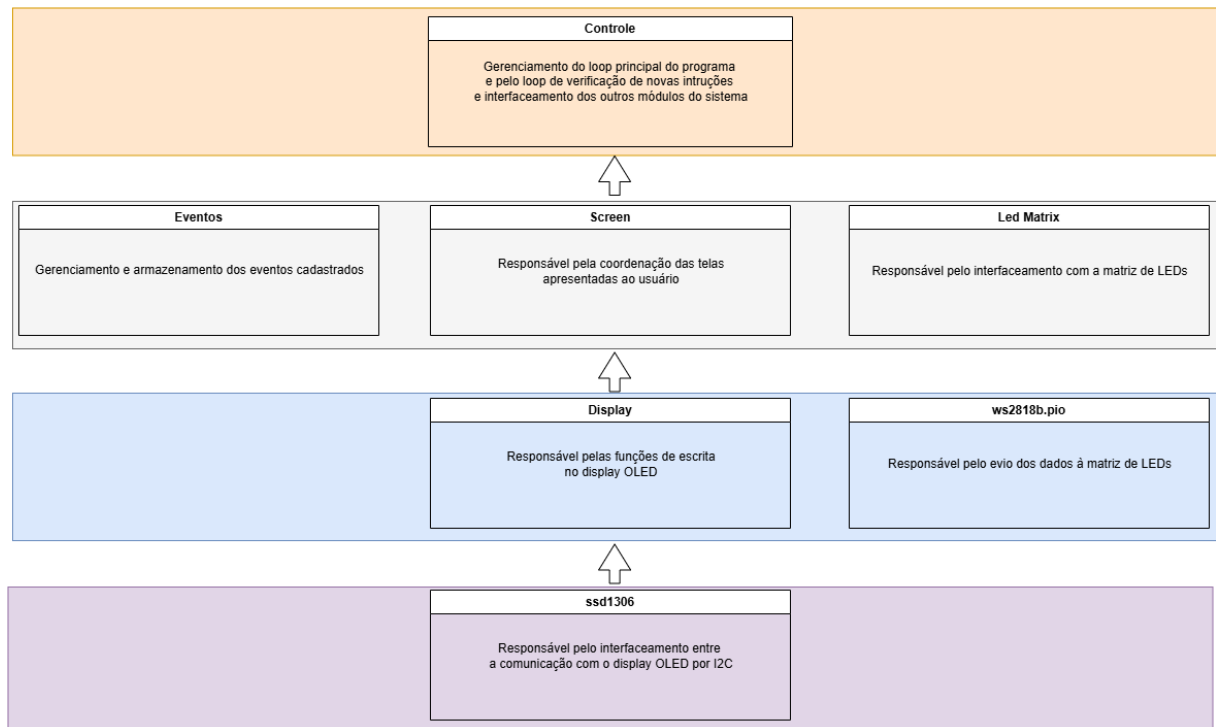 Controle
Gerenciamento do loop principal do programa
e pelo loop de verificação de novas intruções
e interfaceamento dos outros módulos do sistema
Eventos
Gerenciamento e armazenamento dos eventos cadastrados
Screen
Responsável pela coordenação das telas
apresentadas ao usuário
Led Matrix
Responsável pelo interfaceamento com a matriz de LEDs
Display
Responsável pelas funções de escrita
no display OLED
ws2818b.pio
Responsável pelo evio dos dados à matriz de LEDs
ssd1306
Responsável pelo interfaceamento entre
a comunicação com o display OLED por I2C